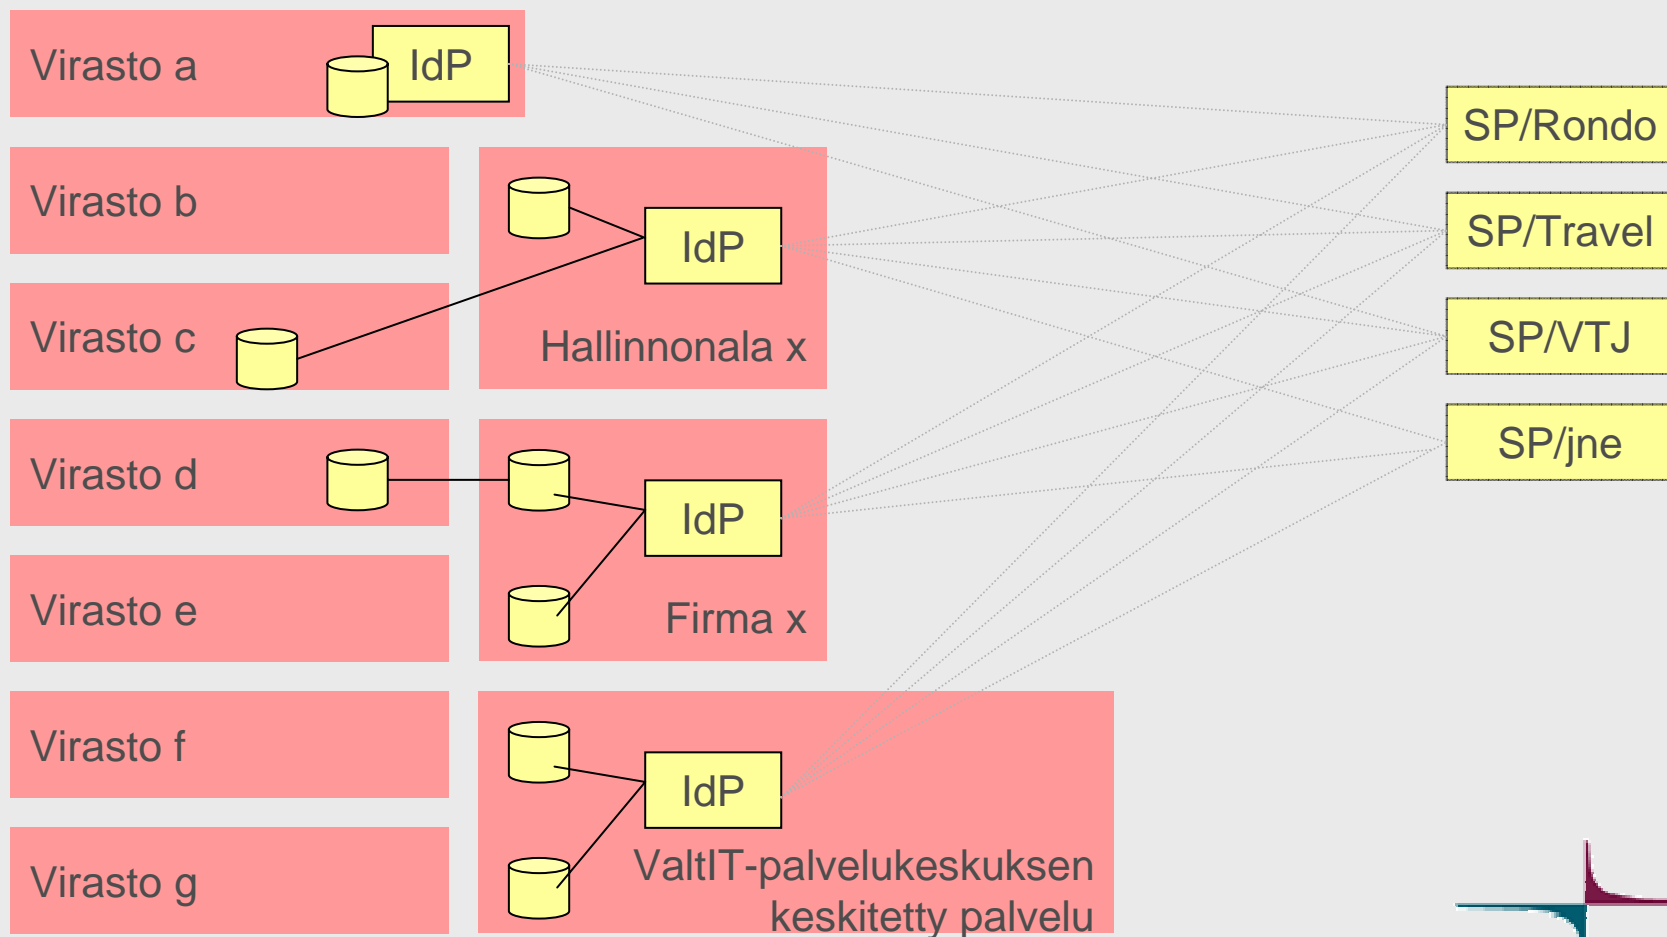 Virasto a
IdP
SP/Rondo
Virasto b
SP/Travel
IdP
Virasto c
Hallinnonala x
SP/VTJ
SP/jne
Virasto d
IdP
Virasto e
Firma x
Virasto f
IdP
Virasto g
ValtIT-palvelukeskuksen
keskitetty palvelu